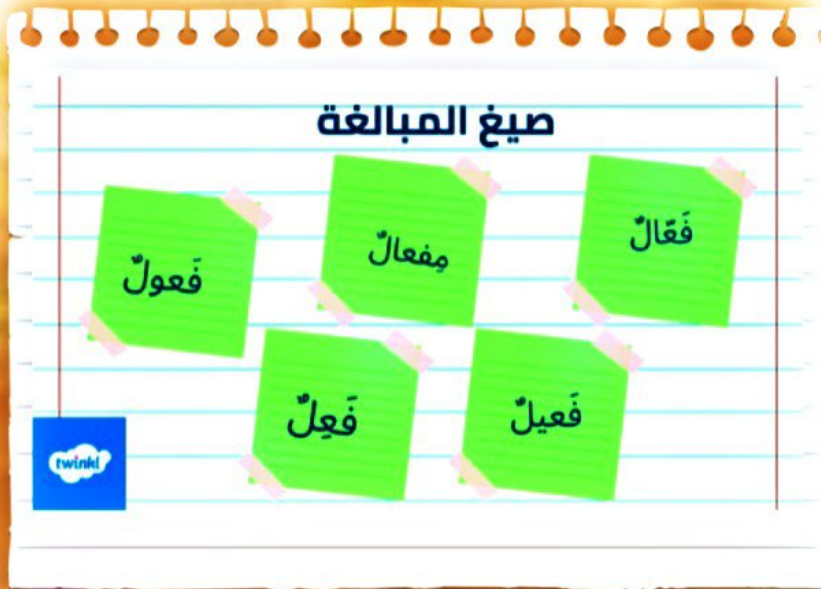 صيغ المبالغة
فَعّالٌ
مِفعالٌ
فَعولٌ
فَعيلٌ
فَعِلٌ
twinkl